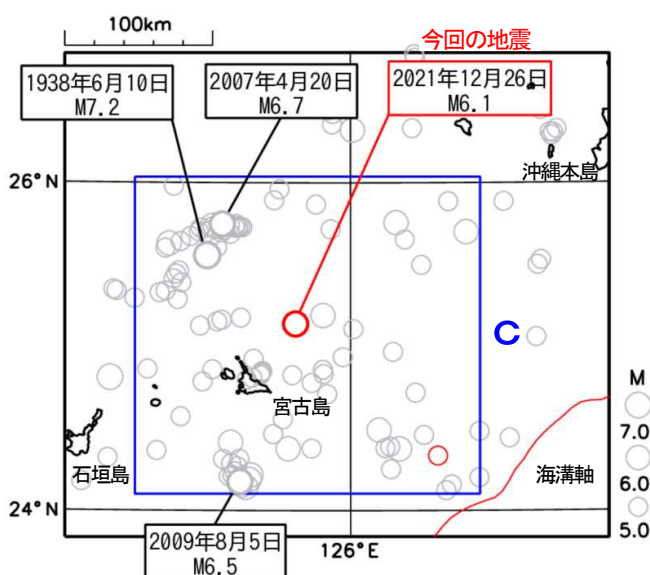 100km
今回の地震
1938年6月10日
M7.2
2007年4月20日
M6.7
2021年12月26日
M6.1
沖縄本島
26°N
C
宮古島
M
7.0
石垣島
海溝軸
6.0
24°N
5.0
2009年8月5日
M6.5
126°E